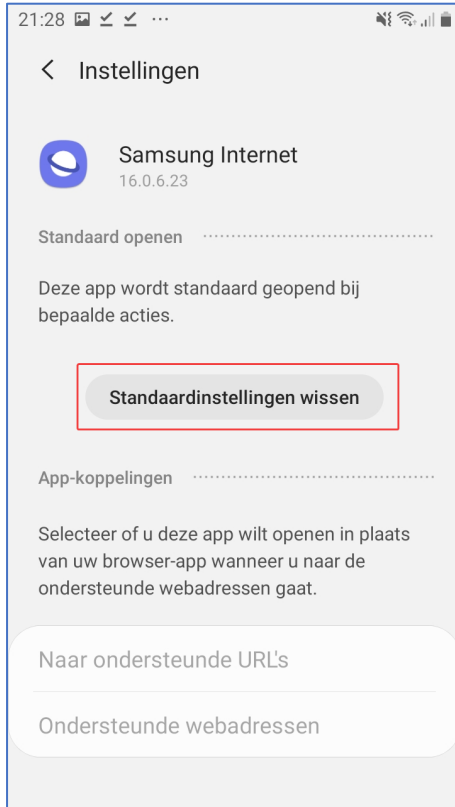 21:28
Instellingen
Samsung Internet
16.0.6.23
Standaard openen
Deze app wordt standaard geopend bij
bepaalde acties.
Standaardinstellingen wissen
App-koppelingen
Selecteer of u deze app wilt openen in plaats
van uw browser-app wanneer u naar de
ondersteunde webadressen gaat.
Naar ondersteunde URL's
Ondersteunde webadressen